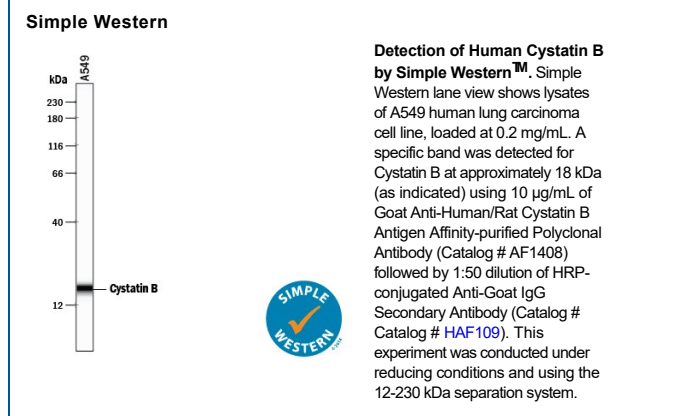 Simple Western
kDa
A549
230
180
116
66
40
Cystatin B
12
SIMPLE
WESTERN
Detection of Human Cystatin B
by Simple Western™. Simple
Western lane view shows lysates
of A549 human lung carcinoma
cell line, loaded at 0.2 mg/mL. A
specific band was detected for
Cystatin B at approximately 18 kDa
(as indicated) using 10 µg/mL of
Goat Anti-Human/Rat Cystatin B
Antigen Affinity-purified Polyclonal
Antibody (Catalog # AF1408)
followed by 1:50 dilution of HRP-
conjugated Anti-Goat IgG
Secondary Antibody (Catalog #
Catalog # HAF109). This
experiment was conducted under
reducing conditions and using the
12-230 kDa separation system.